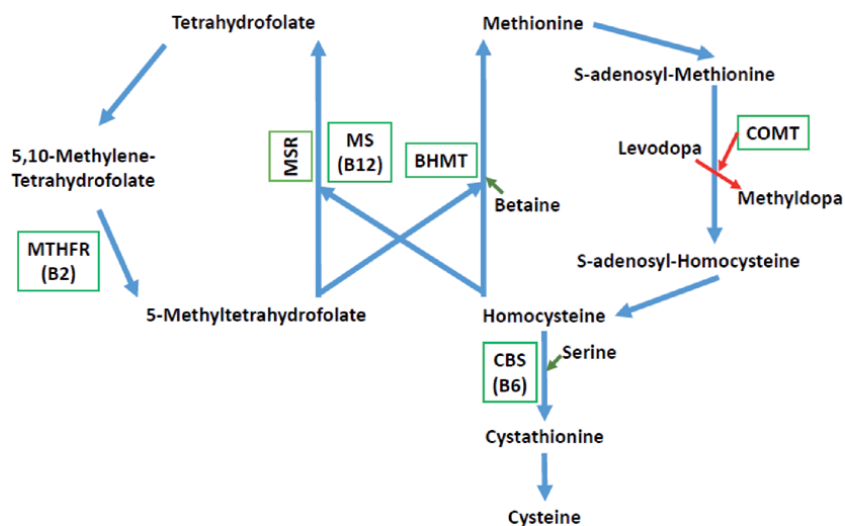 Tetrahydrofolate
Methionine
S-adenosyl-Methionine
MSR
MS
(B12)
BHMT
COMT
Levodopa
5,10-Methylene-
Tetrahydrofolate
Betaine
Methyldopa
MTHFR
(B2)
S-adenosyl-Homocysteine
5-Methyltetrahydrofolate
Homocysteine
CBS
(B6)
Serine
Cystathionine
Cysteine